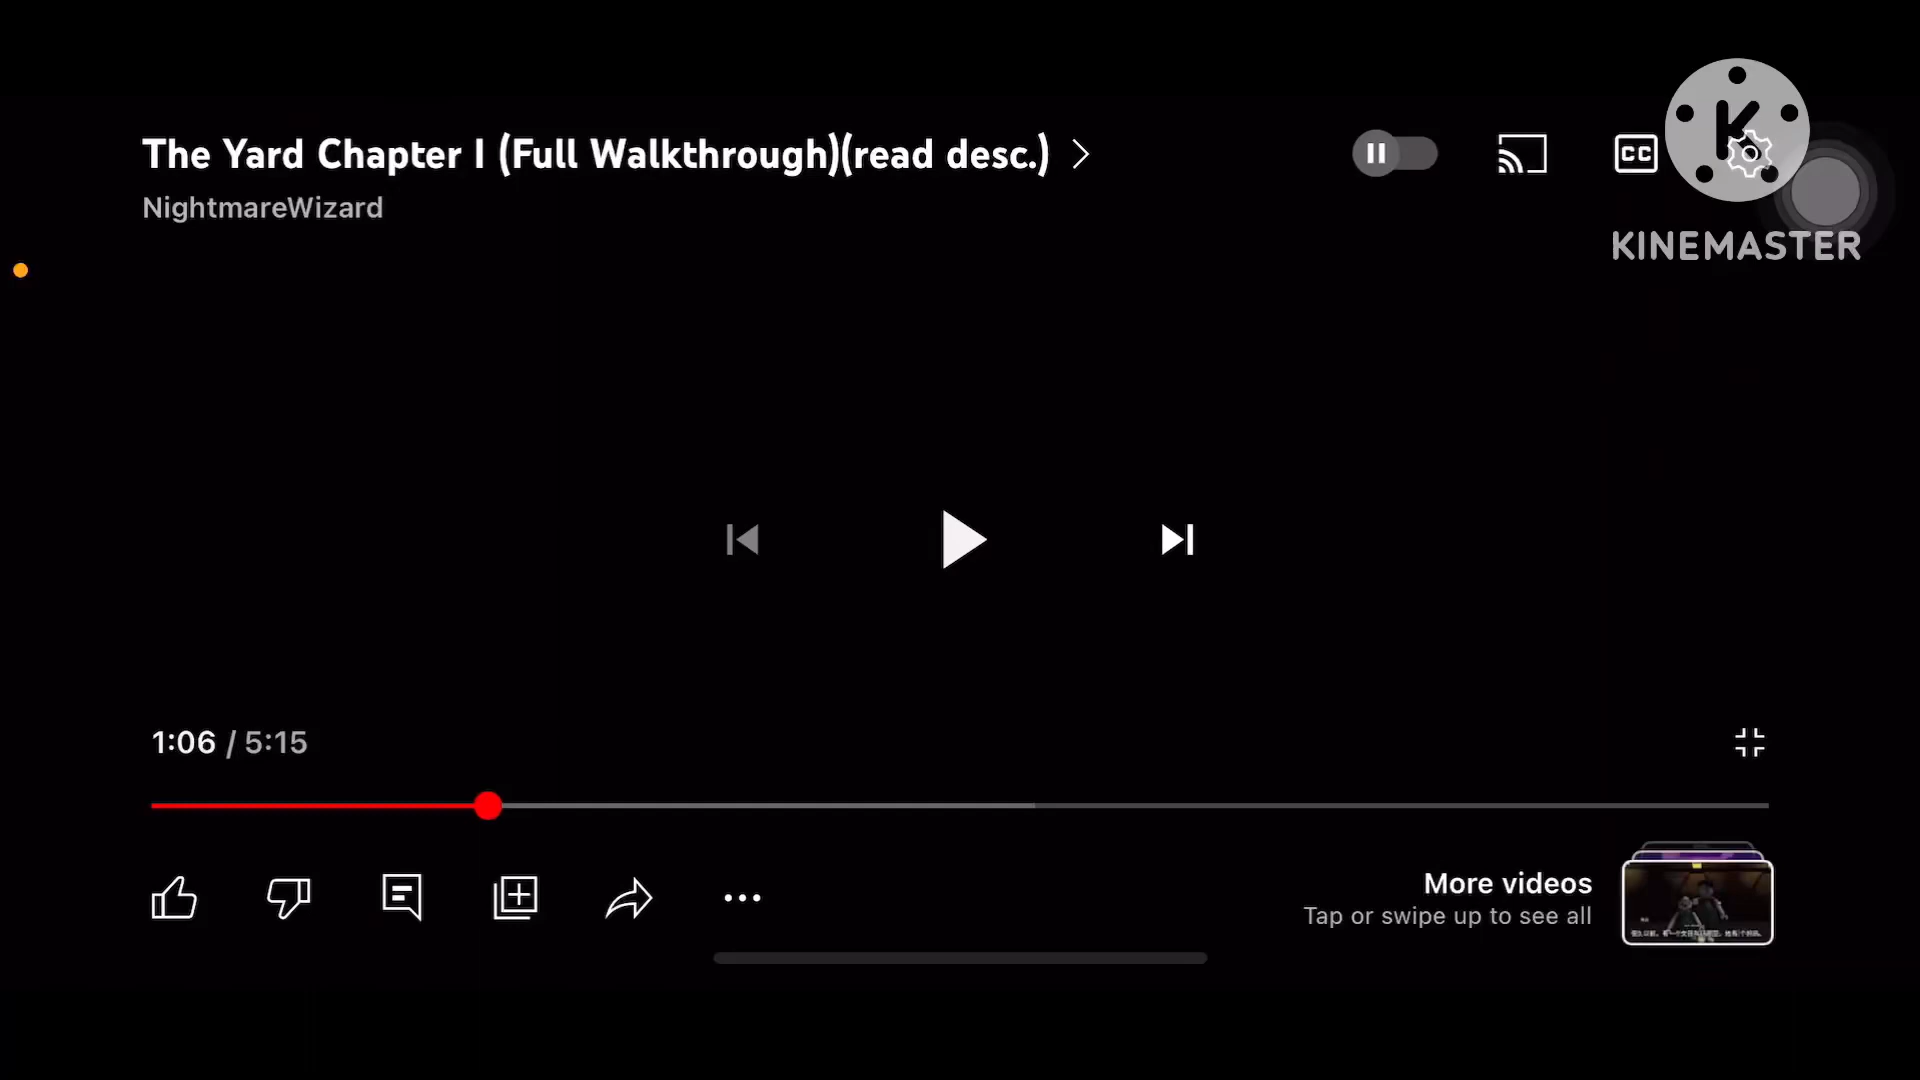 The Yard Chapter I (Full Walkthrough)(read desc.)
NightmareWizard
CC
K
KINEMASTER
1:06 / 5:15
More videos
Tap or swipe up to see all